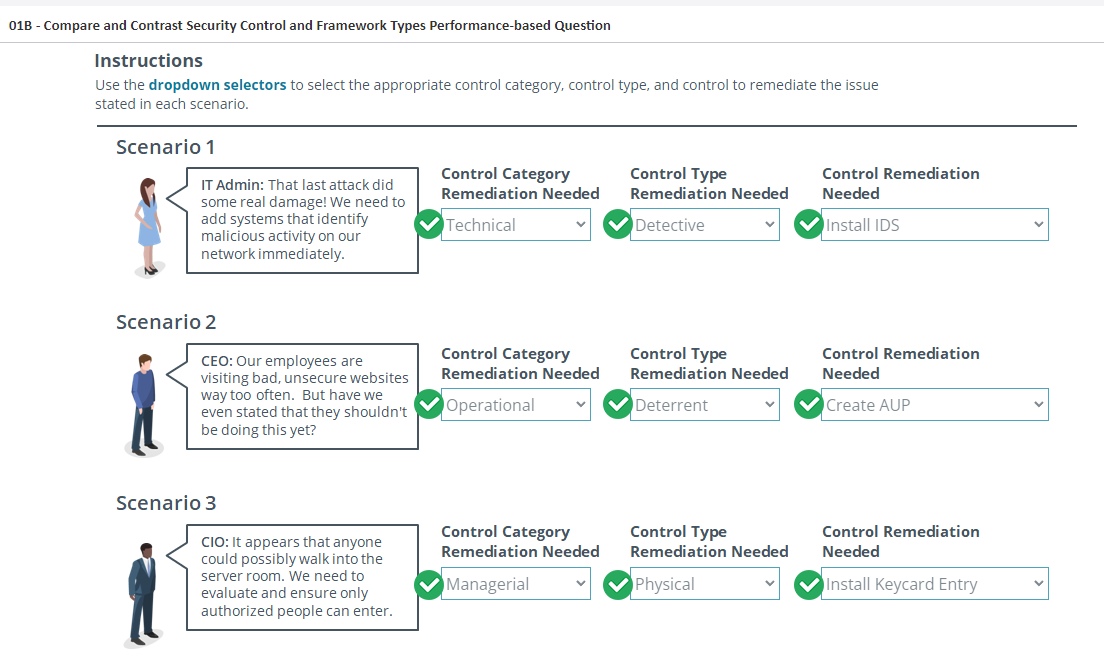 01B - Compare and Contrast Security Control and Framework Types Performance-based Question
Instructions
Use the dropdown selectors to select the appropriate control category, control type, and control to remediate the issue
stated in each scenario.
Scenario 1
IT Admin: That last attack did
some real damage! We need to
add systems that identify
malicious activity on our
network immediately.
Control Category
Remediation Needed
Technical
Control Type
Remediation Needed
Detective
Control Remediation
Needed
Install IDS
Scenario 2
CEO: Our employees are
visiting bad, unsecure websites
way too often. But have we
even stated that they shouldn't
be doing this yet?
Control Category
Remediation Needed
Operational
Control Type
Remediation Needed
Deterrent
Control Remediation
Needed
Create AUP
Scenario 3
CIO: It appears that anyone
could possibly walk into the
server room. We need to
evaluate and ensure only
authorized people can enter.
Control Category
Remediation Needed
Managerial
Control Type
Remediation Needed
Physical
Control Remediation
Needed
Install Keycard Entry